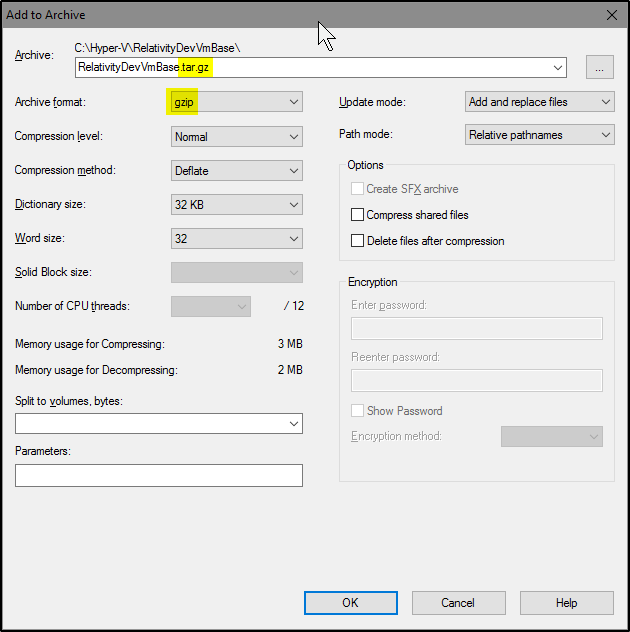 Add to Archive
Archive: C:\Hyper-V\RelativityDevVmBase\
RelativityDevVmBase.tar.gz
...
Archive format: gzip
Update mode: Add and replace files
Compression level: Normal
Path mode: Relative pathnames
Compression method: Deflate
Options
Create SFX archive
Dictionary size: 32 KB
Compress shared files
Word size: 32
Delete files after compression
Solid Block size:
Encryption
Number of CPU threads: / 12
Enter password:
Memory usage for Compressing: 3 MB
Reenter password:
Memory usage for Decompressing: 2 MB
Split to volumes, bytes:
Show Password
Encryption method:
Parameters:
OK
Cancel
Help